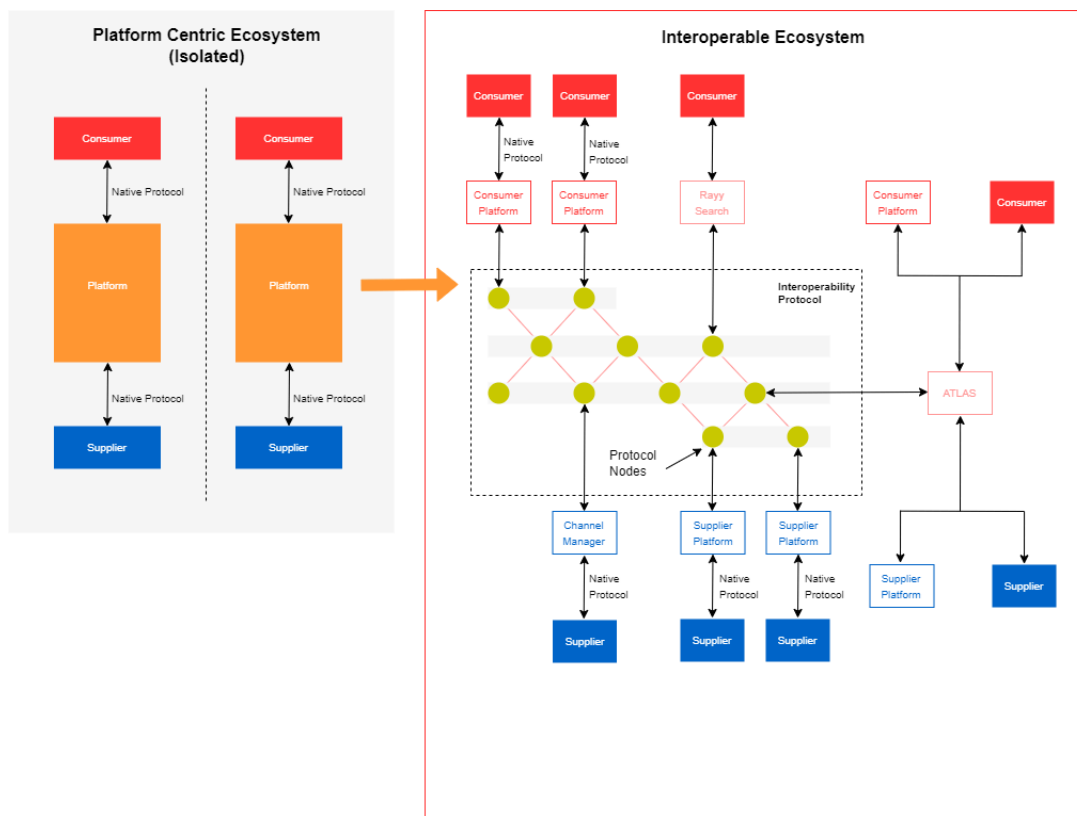 Platform Centric Ecosystem
(Isolated)
Consumer
Consumer
Native Protocol
Native Protocol
Platform
Platform
Native Protocol
Native Protocol
Supplier
Supplier
Interoperable Ecosystem
Consumer
Consumer
Consumer
Native
Protocol
Native
Protocol
Consumer
Platform
Consumer
Platform
Rayy
Search
Consumer
Platform
Consumer
Interoperability
Protocol
ATLAS
Protocol
Nodes
Channel
Manager
Supplier
Platform
Supplier
Platform
Native
Protocol
Native
Protocol
Native
Protocol
Supplier
Platform
Supplier
Supplier
Supplier
Supplier